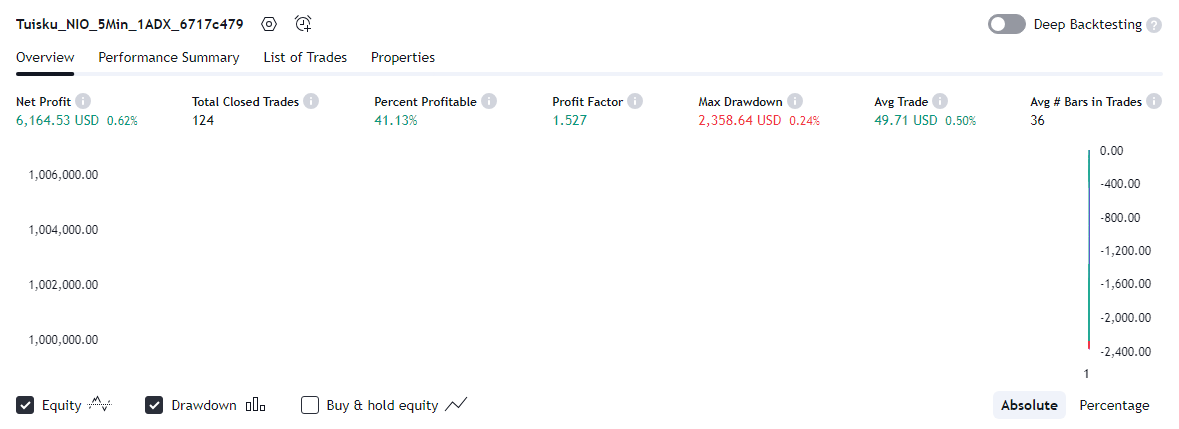 Tuisku_NIO_5Min_1ADX_6717c479 Deep Backtesting ?
Overview Performance Summary List of Trades Properties
Net Profit Total Closed Trades Percent Profitable Profit Factor Max Drawdown Avg Trade Avg # Bars in Trades
6,164.53 USD 0.62% 124 41.13% 1.527 2,358.64 USD 0.24% 49.71 USD 0.50% 36
0.00
1,006,000.00
-400.00
-800.00
1,004,000.00
-1,200.00
1,002,000.00
-1,600.00
-2,000.00
1,000,000.00
-2,400.00
1
Equity Drawdown Buy & hold equity Absolute Percentage